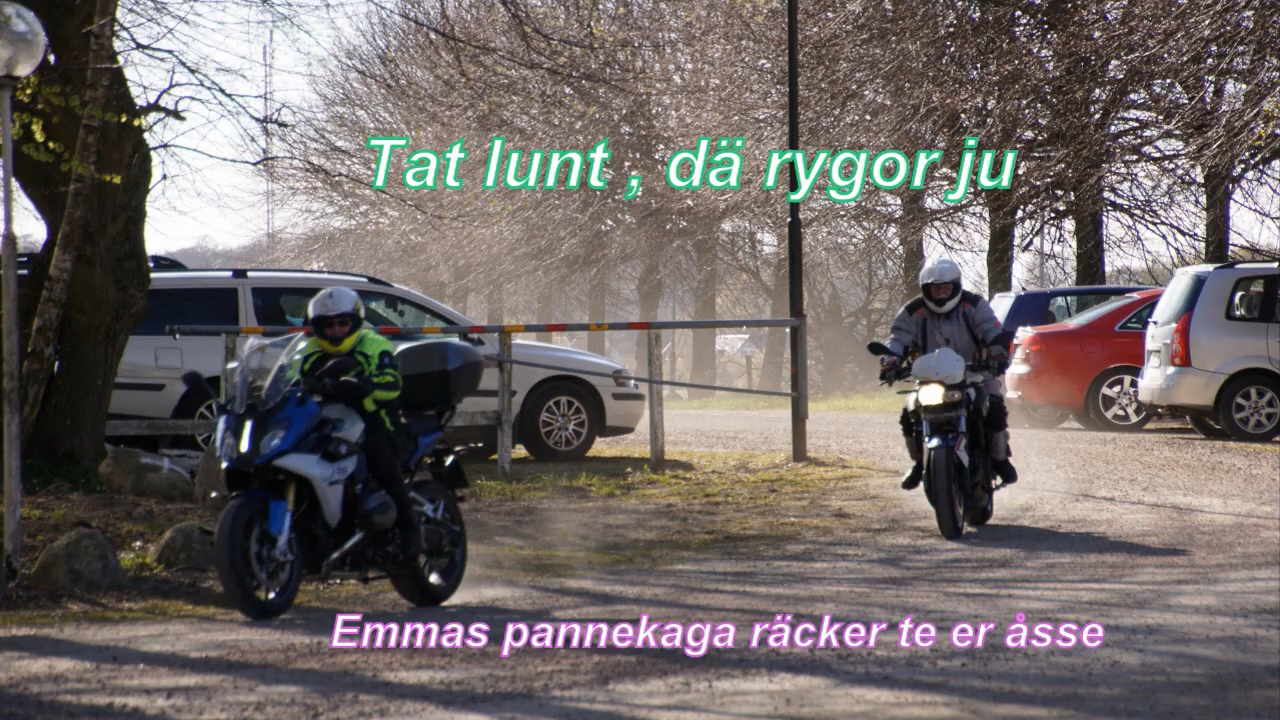 Tat lunt , dä rygor ju
Emmas pannekaga räcker te er åsse